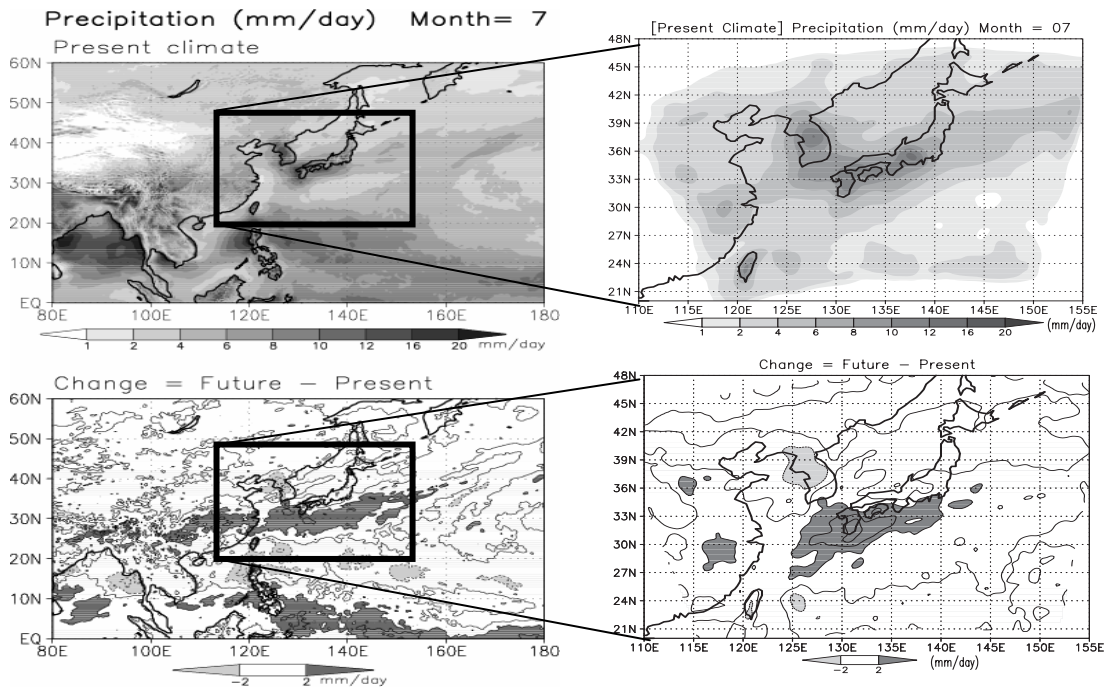 Precipitation (mm/day) Month= 7
Present climate
60N
50N
40N
30N
20N
10N
EQ
80E 100E 120E 140E 160E 180
1 2 4 6 8 10 12 16 20 mm/day
[Present Climate] Precipitation (mm/day) Month = 07
48N
45N
42N
39N
36N
33N
30N
27N
24N
21N
110E 115E 120E 125E 130E 135E 140E 145E 150E 155E
1 2 4 6 8 10 12 16 20 (mm/day)
Change = Future − Present
60N
50N
40N
30N
20N
10N
EQ
80E 100E 120E 140E 160E 180
−2 2 mm/day
Change = Future − Present
48N
45N
42N
39N
36N
33N
30N
27N
24N
21N
110E 115E 120E 125E 130E 135E 140E 145E 150E 155E
−2 2 (mm/day)